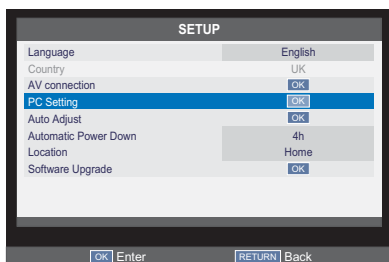 SETUP
Language English
Country UK
AV connection OK
PC Setting OK
Auto Adjust OK
Automatic Power Down 4h
Location Home
Software Upgrade OK
OK Enter RETURN Back